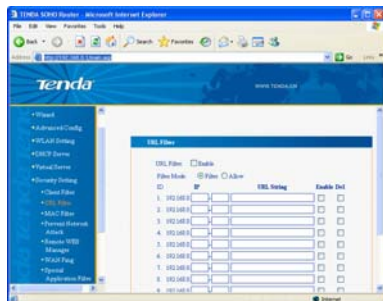 TENDA SOHO Router - Microsoft Internet Explorer
File Edit View Favorites Tools Help
Back Search Favorites
Address Go
Tenda
WWW.TENDA.CN
Wizard
Advanced Config
WLAN Setting
DHCP Server
Virtual Server
Security Setting
Client Filter
URL Filter
MAC Filter
Prevent Network
Attack
Remote WEB
Manager
WAN Ping
Special
Application Filter
URL Filter
URL Filter: Enable
Filter Mode: Filter Allow
ID IP URL String Enable Del
1. 192.168.0.
2. 192.168.0.
3. 192.168.0.
4. 192.168.0.
5. 192.168.0.
6. 192.168.0.
7. 192.168.0.
8. 192.168.0.
Internet